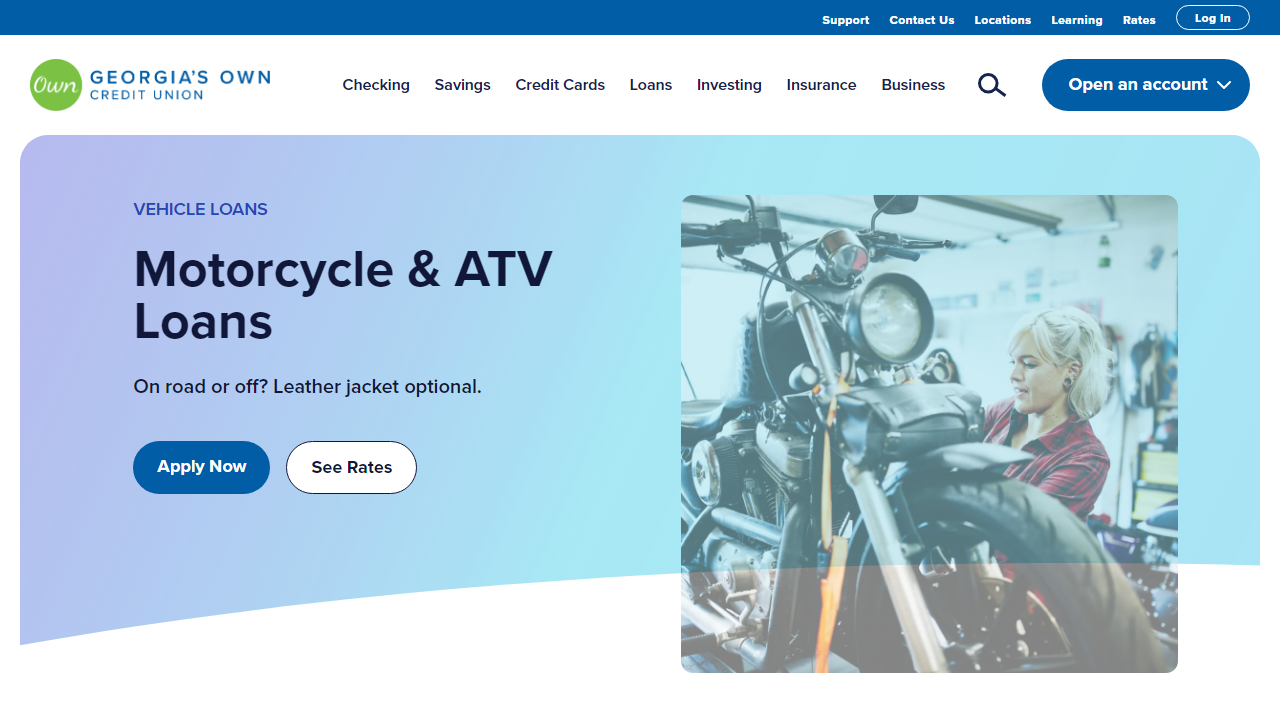 Support Contact Us Locations Learning Rates Log In
Own GEORGIA'S OWN
CREDIT UNION
Checking Savings Credit Cards Loans Investing Insurance Business Open an account
VEHICLE LOANS
Motorcycle & ATV
Loans
On road or off? Leather jacket optional.
Apply Now See Rates